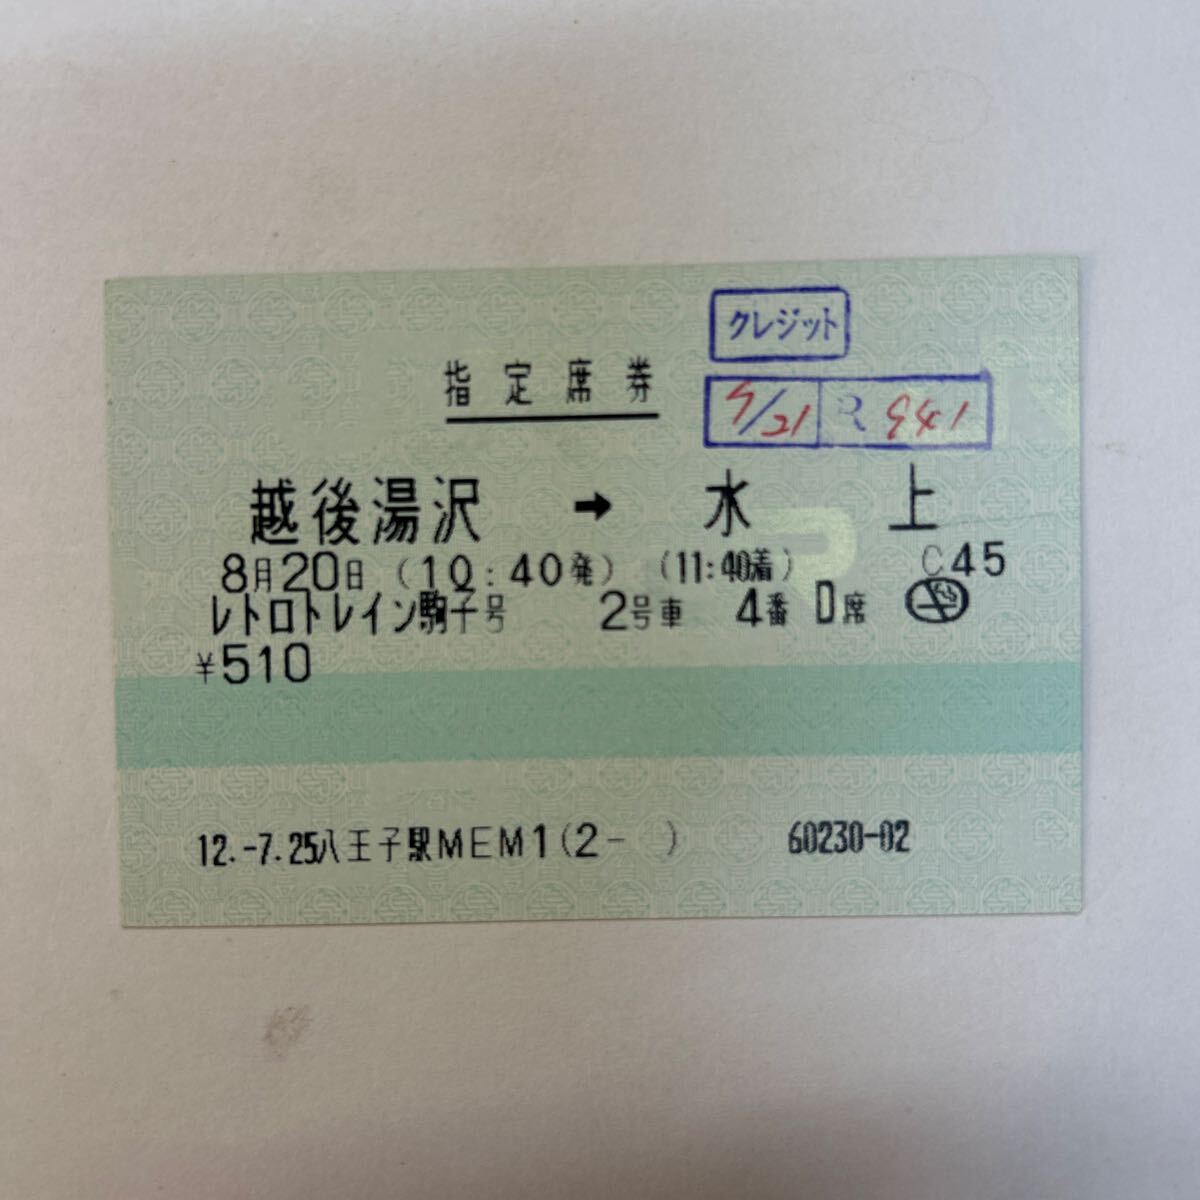 クレジット
指定席券
7/21 R 941
越後湯沢 ➡ 水上
8月20日 (10:40発) (11:40着) C45
レトロトレイン駒子号 2号車 4番 D席
¥510
12.-7.25八王子駅MEM1(2- ) 60230-02